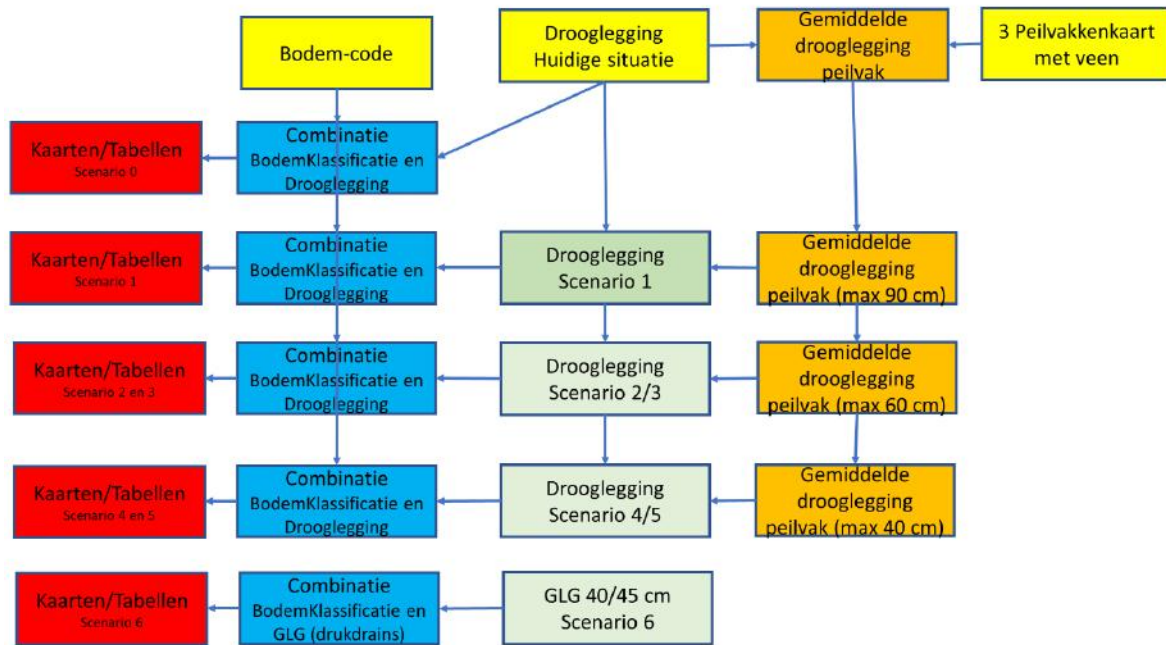 Bodem-code
Drooglegging
Huidige situatie
Gemiddelde
drooglegging
peilvak
3 Peilvakkenkaart
met veen
Kaarten/Tabellen
Scenario 0
Combinatie
BodemKlassificatie en
Drooglegging
Kaarten/Tabellen
Scenario 1
Combinatie
BodemKlassificatie en
Drooglegging
Drooglegging
Scenario 1
Gemiddelde
drooglegging
peilvak (max 90 cm)
Kaarten/Tabellen
Scenario 2 en 3
Combinatie
BodemKlassificatie en
Drooglegging
Drooglegging
Scenario 2/3
Gemiddelde
drooglegging
peilvak (max 60 cm)
Kaarten/Tabellen
Scenario 4 en 5
Combinatie
BodemKlassificatie en
Drooglegging
Drooglegging
Scenario 4/5
Gemiddelde
drooglegging
peilvak (max 40 cm)
Kaarten/Tabellen
Scenario 6
Combinatie
BodemKlassificatie en
GLG (drukdrains)
GLG 40/45 cm
Scenario 6